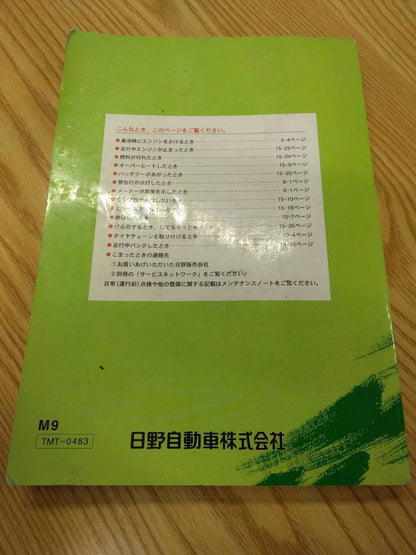 こんなとき、このページをご覧ください。
●厳寒時にエンジンをかけるとき 5-4ページ
●走行中エンジンが止まったとき 15-22ページ
●燃料が切れたとき 15-24ページ
●オーバーヒートしたとき 15-9ページ
●バッテリーがあがったとき 15-25ページ
●警告灯が点灯したとき 6-1ページ
●メーターが異常を示したとき 6-1ページ
しないとき 15-10ページ
15-16ページ
15-7ページ
●けん引するとき、してもらうとき 15-26ページ
●タイヤチェーンを取り付けるとき -4ページ
●走行中パンクしたとき ページ
●こまったときの連絡先
①お買いあげいただいた日野販売会社
②別冊の「サービスネットワーク」をご覧ください。
日常(運行前)点検や他の整備に関する記載はメンテナンスノートをご覧ください。
M9
TMT-0483
日野自動車株式会社